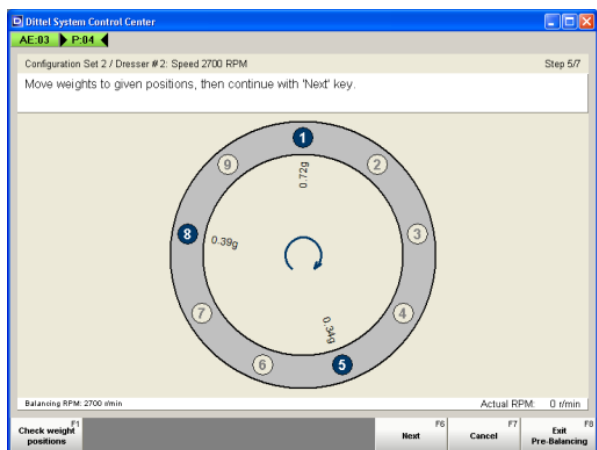 Dittel System Control Center
AE:03 P:04
Configuration Set 2 / Dresser # 2: Speed 2700 RPM Step 5/7
Move weights to given positions, then continue with 'Next' key.
1
9 2
0.72g
8 0.39g 3
7 4
0.34g
6 5
Balancing RPM: 2700 r/min Actual RPM: 0 r/min
F1 F6 F7 F8
Check weight positions Next Cancel Exit Pre-Balancing